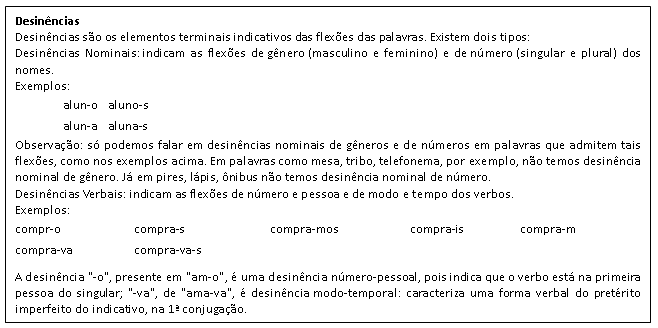 Desinências
Desinências são os elementos terminais indicativos das flexões das palavras. Existem dois tipos:
Desinências Nominais: indicam as flexões de gênero (masculino e feminino) e de número (singular e plural) dos
nomes.
Exemplos:
alun-o aluno-s
alun-a aluna-s
Observação: só podemos falar em desinências nominais de gêneros e de números em palavras que admitem tais
flexões, como nos exemplos acima. Em palavras como mesa, tribo, telefonema, por exemplo, não temos desinência
nominal de gênero. Já em pires, lápis, ônibus não temos desinência nominal de número.
Desinências Verbais: indicam as flexões de número e pessoa e de modo e tempo dos verbos.
Exemplos:
compr-o compra-s compra-mos compra-is compra-m
compra-va compra-va-s
A desinência "-o", presente em "am-o", é uma desinência número-pessoal, pois indica que o verbo está na primeira
pessoa do singular; "-va", de "ama-va", é desinência modo-temporal: caracteriza uma forma verbal do pretérito
imperfeito do indicativo, na 1ª conjugação.